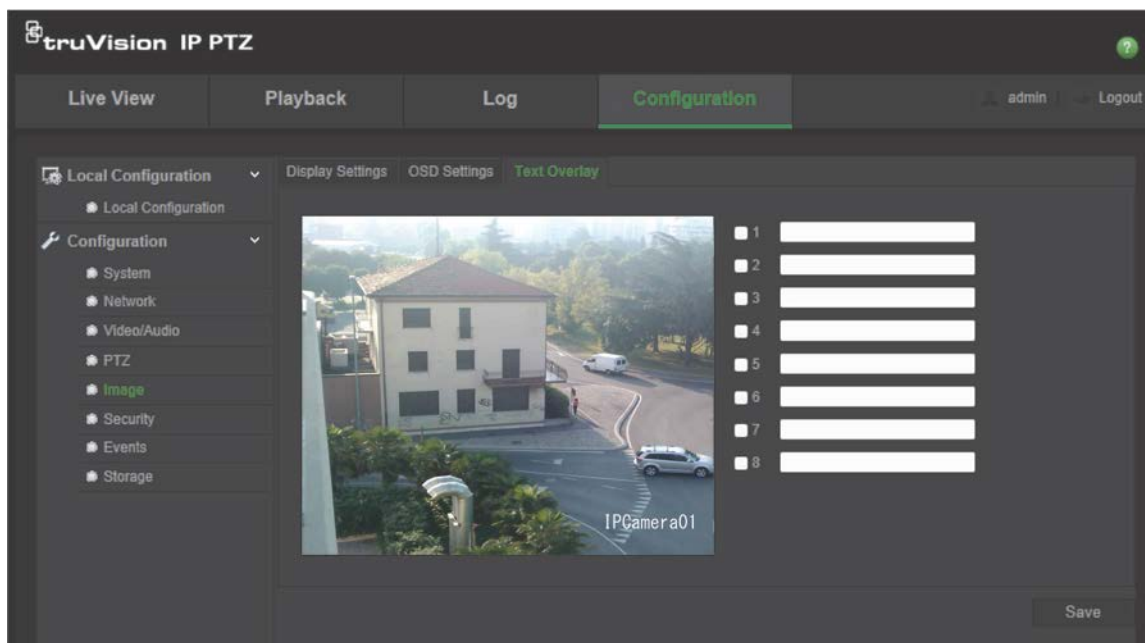 truVision IP PTZ
?
Live View Playback Log Configuration admin Logout
Local Configuration
Local Configuration
Configuration
System
Network
Video/Audio
PTZ
Image
Security
Events
Storage
Display Settings OSD Settings Text Overlay
1
2
3
4
5
6
7
8
IPCamera01
Save